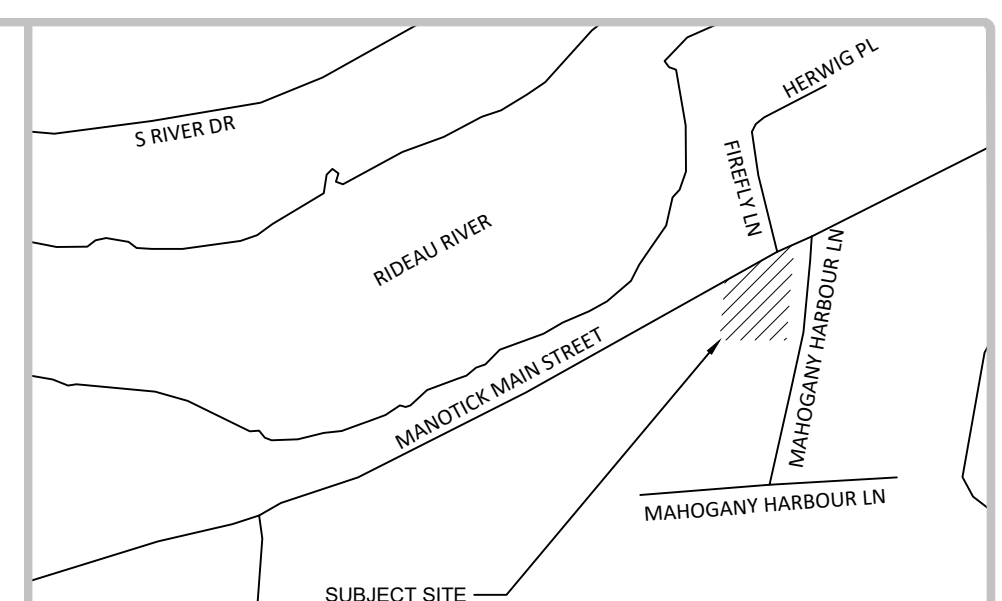 HERWIG PL
S RIVER DR
FIREFLY LN
RIDEAU RIVER
MAHOGANY HARBOUR LN
MANOTICK MAIN STREET
MAHOGANY HARBOUR LN
SUBJECT SITE